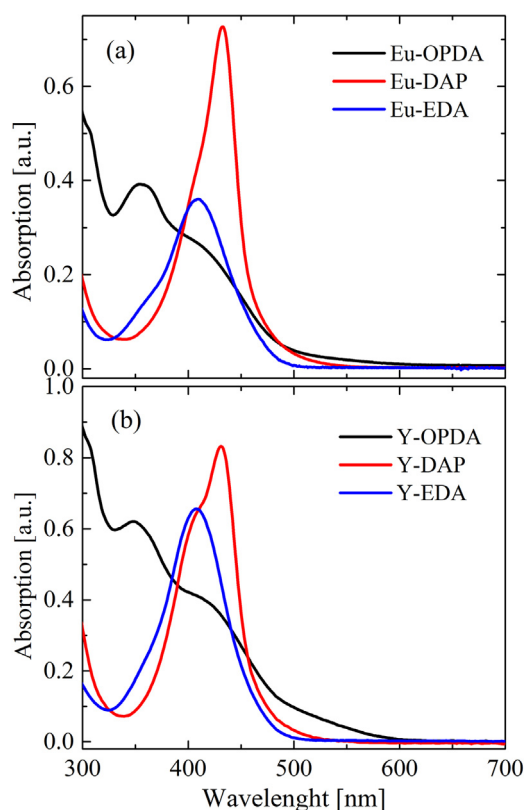 (a)
Eu-OPDA
Eu-DAP
Eu-EDA
0.6
0.4
0.2
0.0
Absorption [a.u.]
(b)
Y-OPDA
Y-DAP
Y-EDA
1.0
0.8
0.6
0.4
0.2
0.0
Absorption [a.u.]
300 400 500 600 700
Wavelenght [nm]